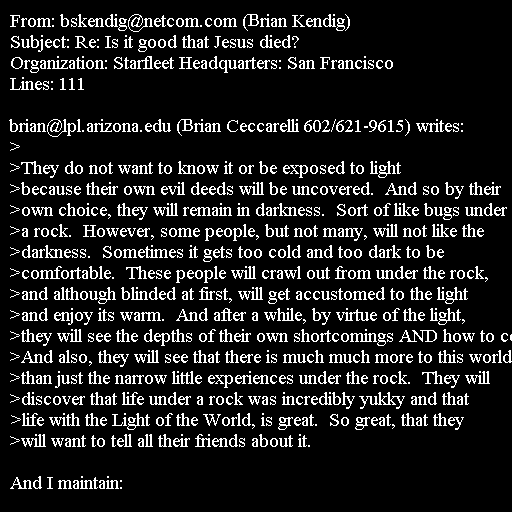 From: bskendig@netcom.com (Brian Kendig)
Subject: Re: Is it good that Jesus died?
Organization: Starfleet Headquarters: San Francisco
Lines: 111

brian@lpl.arizona.edu (Brian Ceccarelli 602/621-9615) writes:
>
>They do not want to know it or be exposed to light
>because their own evil deeds will be uncovered.  And so by their
>own choice, they will remain in darkness.  Sort of like bugs under
>a rock.  However, some people, but not many, will not like the
>darkness.  Sometimes it gets too cold and too dark to be
>comfortable.  These people will crawl out from under the rock,
>and although blinded at first, will get accustomed to the light
>and enjoy its warm.  And after a while, by virtue of the light,
>they will see the depths of their own shortcomings AND how to
>And also, they will see that there is much much more to this world
>than just the narrow little experiences under the rock.  They will
>discover that life under a rock was incredibly yukky and that
>life with the Light of the World, is great.  So great, that they
>will want to tell all their friends about it.

And I maintain: